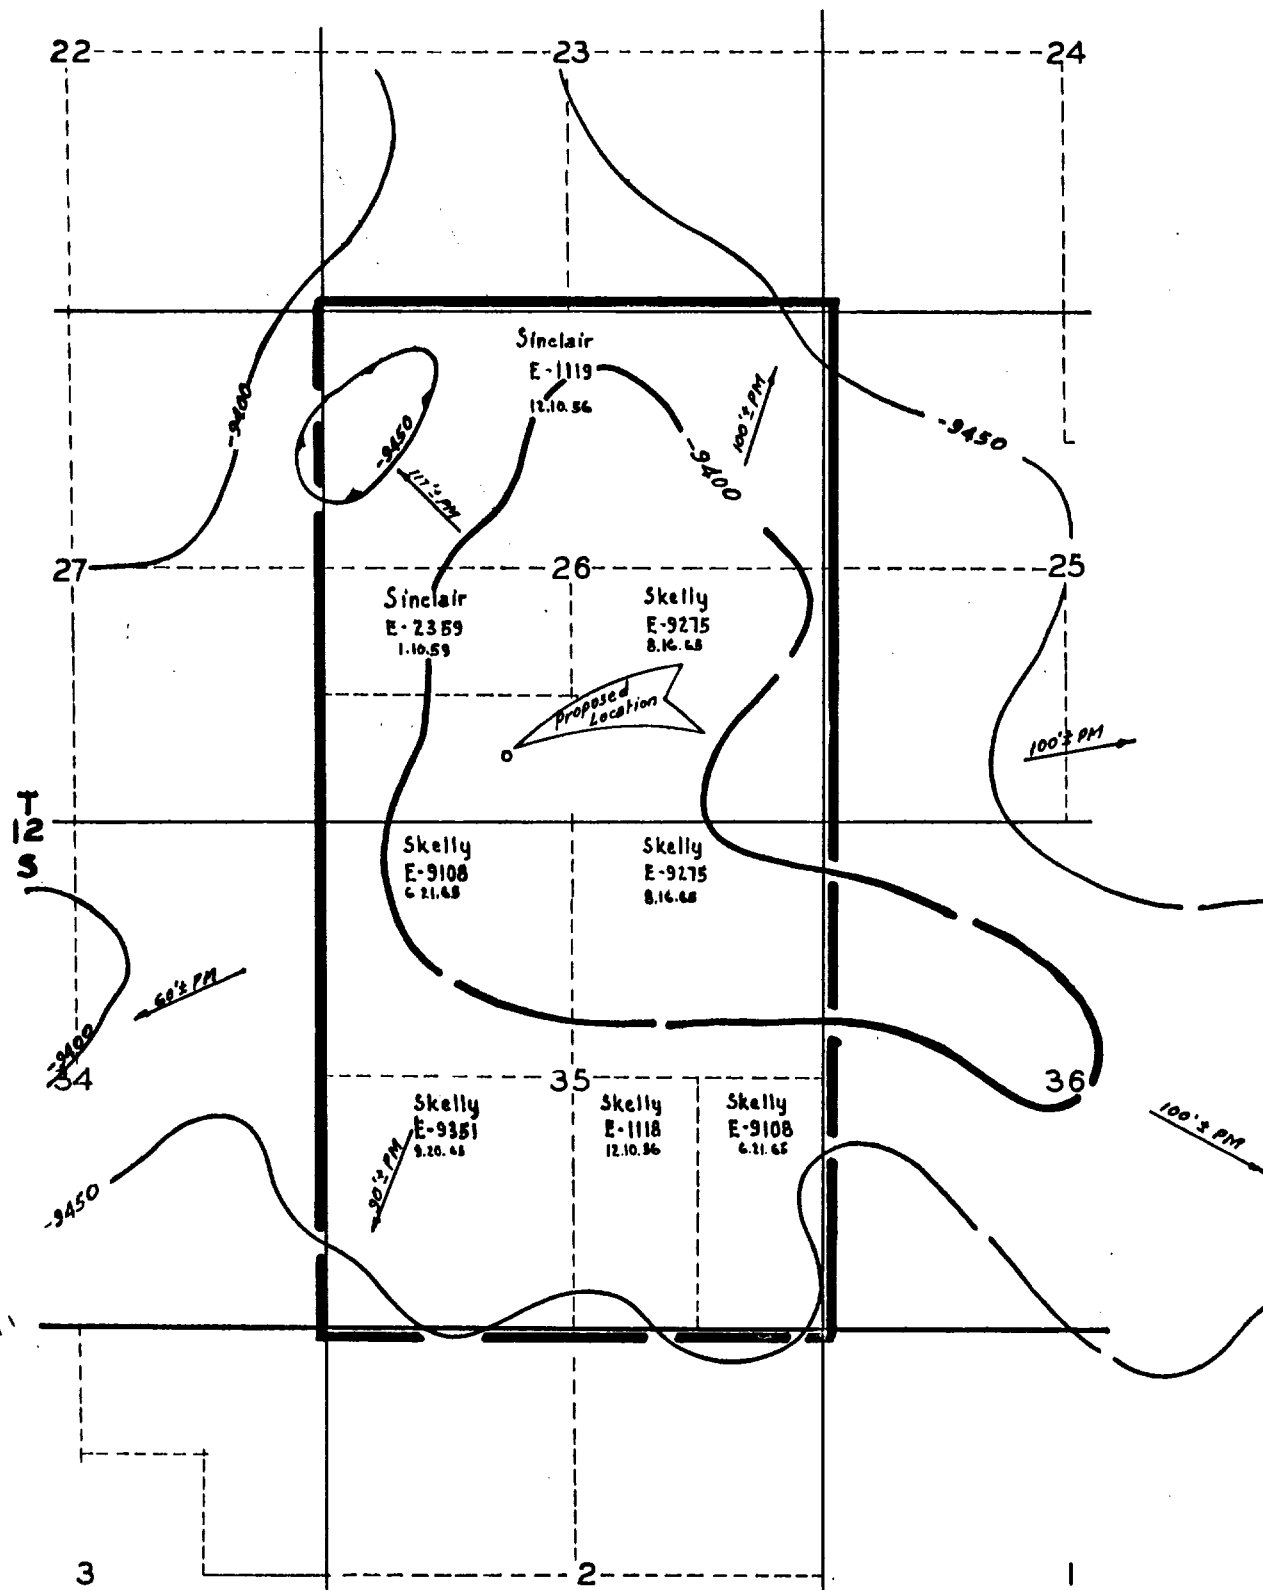 22
23
24
Sinclair
E-1119
12.10.56
-9400
-9450
117'± PM
-9400
100'± PM
-9450
27
26
25
Sinclair
E-2359
1.10.59
Skelly
E-9275
8.16.65
Proposed
Location
100'± PM
T
12
S
Skelly
E-9108
6.21.65
Skelly
E-9275
8.16.65
60'± PM
-9400
34
35
36
Skelly
E-9351
9.20.65
Skelly
E-1118
12.10.56
Skelly
E-9108
6.21.65
90'± PM
100'± PM
-9450
3
2
1